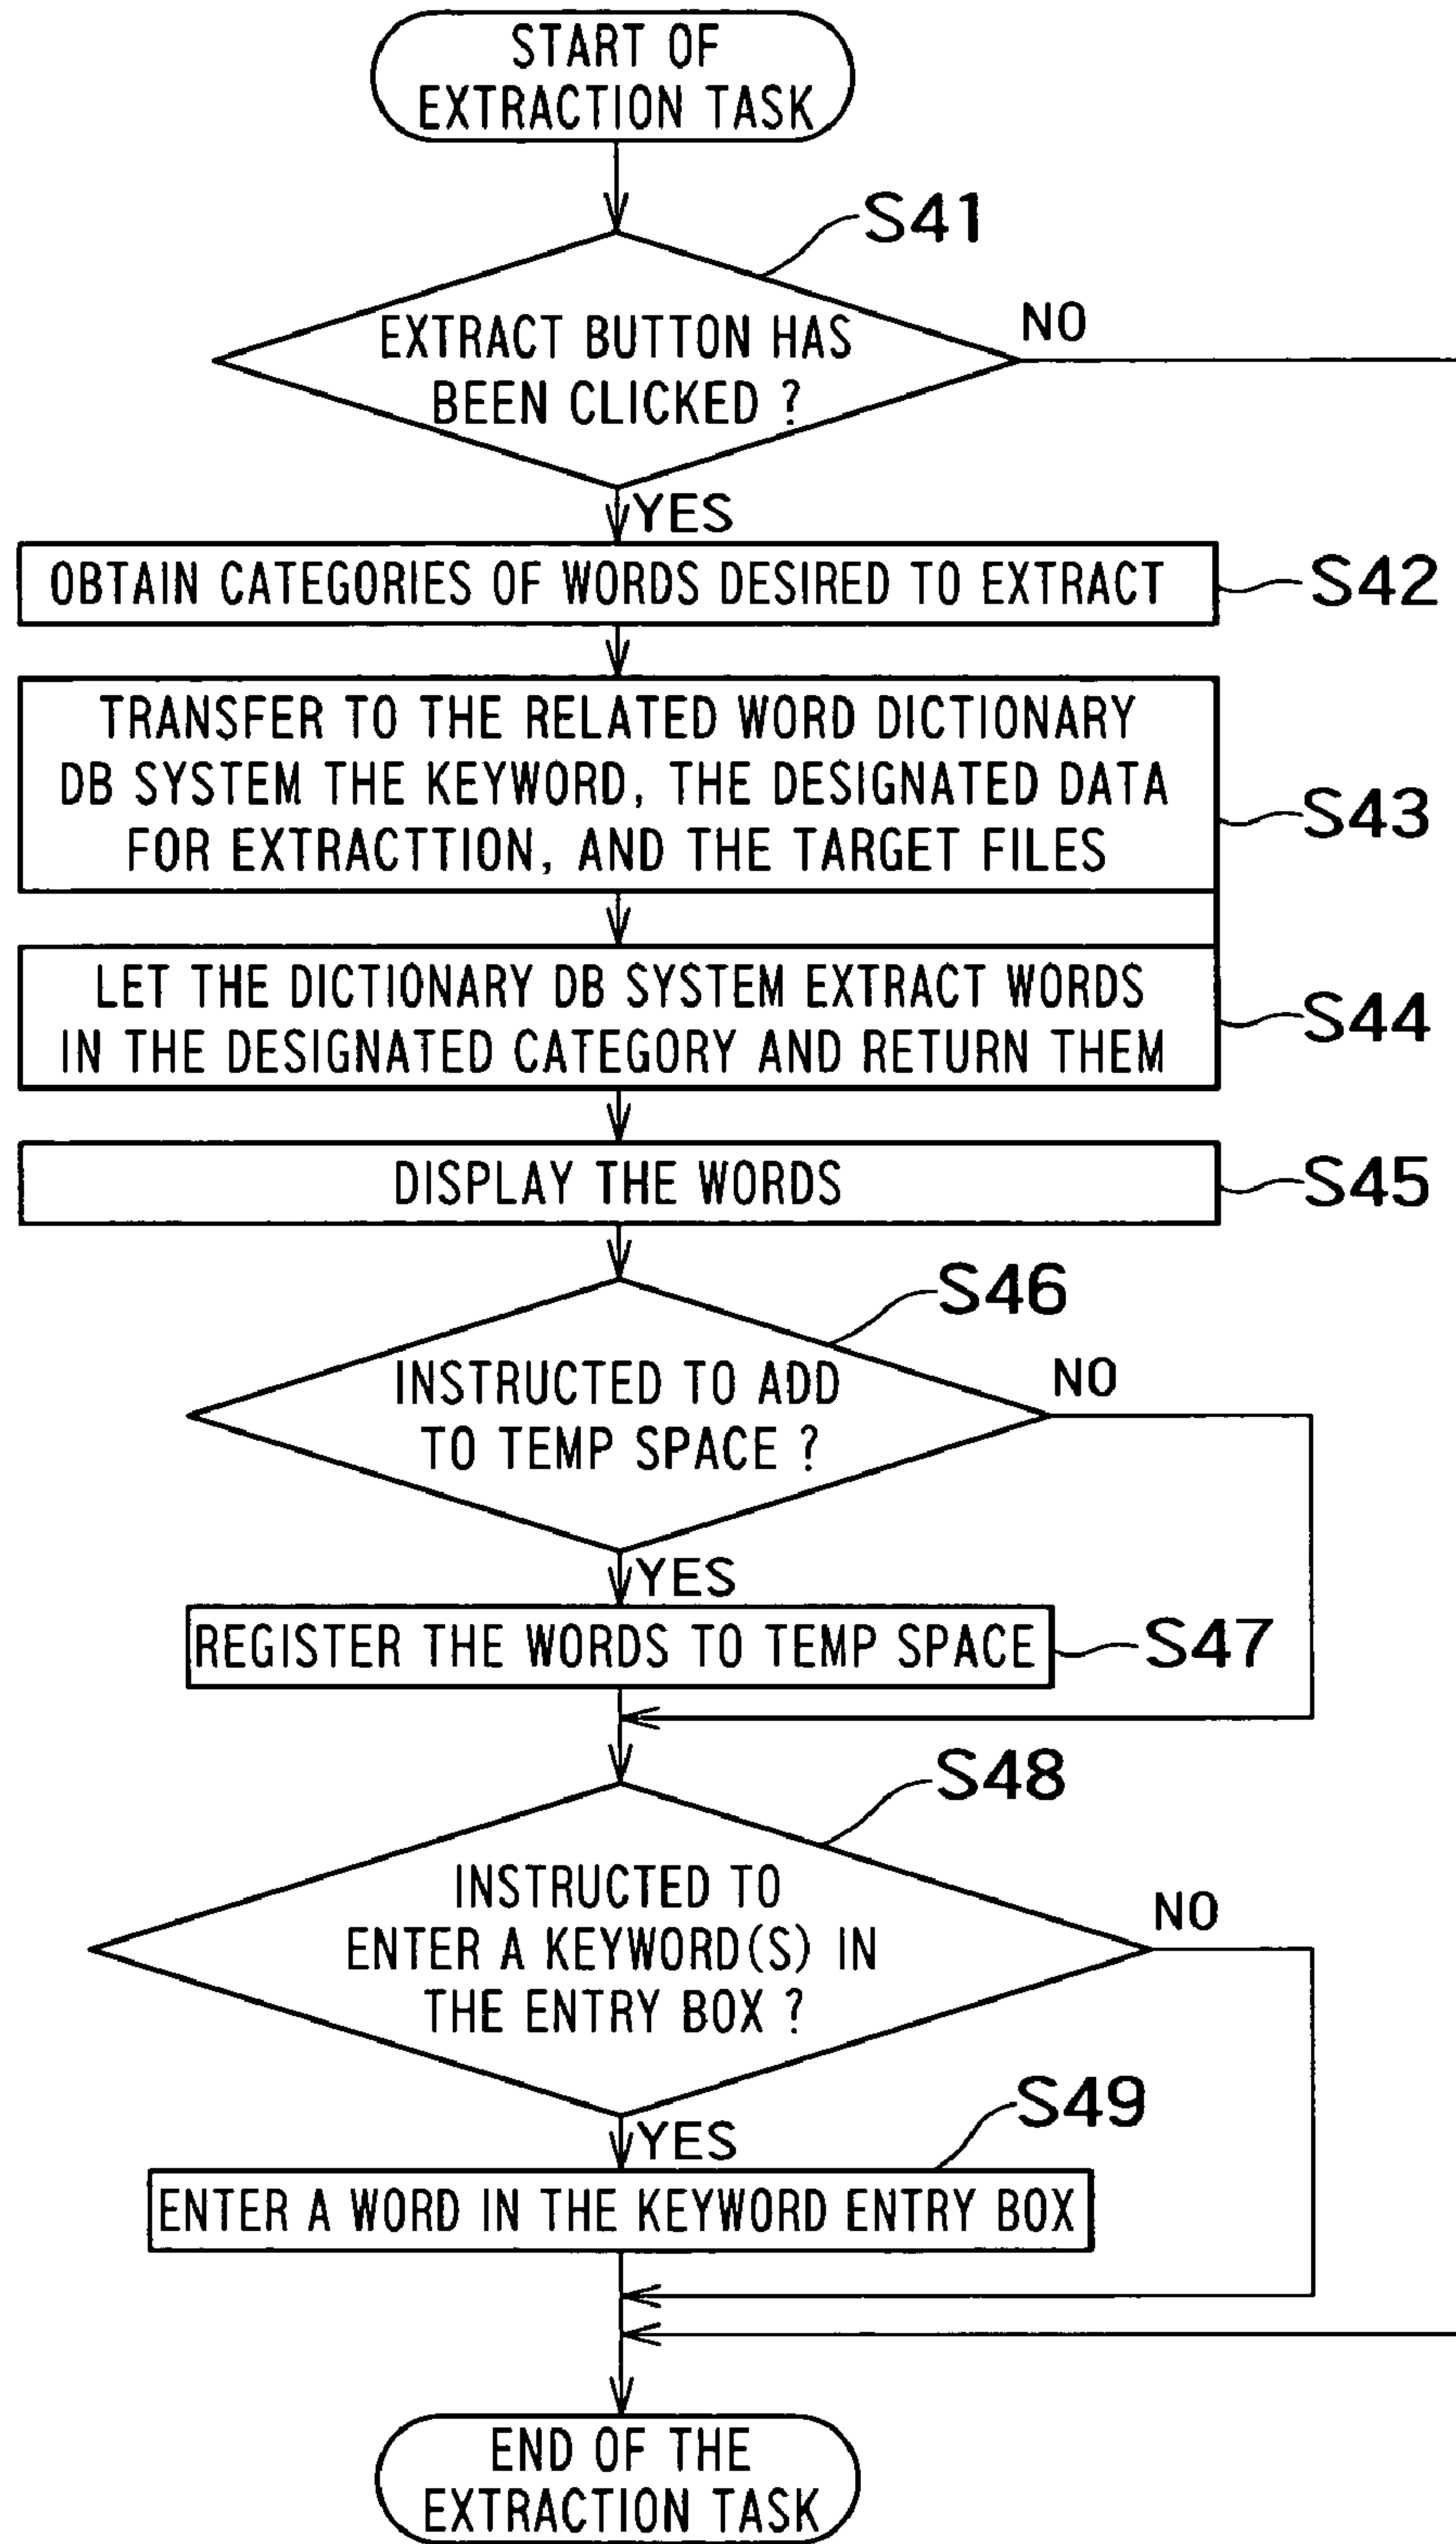 START OF
EXTRACTION TASK
S41
EXTRACT BUTTON HAS
BEEN CLICKED ?
NO
YES
OBTAIN CATEGORIES OF WORDS DESIRED TO EXTRACT
S42
TRANSFER TO THE RELATED WORD DICTIONARY
DB SYSTEM THE KEYWORD, THE DESIGNATED DATA
FOR EXTRACTTION, AND THE TARGET FILES
S43
LET THE DICTIONARY DB SYSTEM EXTRACT WORDS
IN THE DESIGNATED CATEGORY AND RETURN THEM
S44
DISPLAY THE WORDS
S45
S46
INSTRUCTED TO ADD
TO TEMP SPACE ?
NO
YES
REGISTER THE WORDS TO TEMP SPACE
S47
S48
INSTRUCTED TO
ENTER A KEYWORD(S) IN
THE ENTRY BOX ?
NO
YES
S49
ENTER A WORD IN THE KEYWORD ENTRY BOX
END OF THE
EXTRACTION TASK